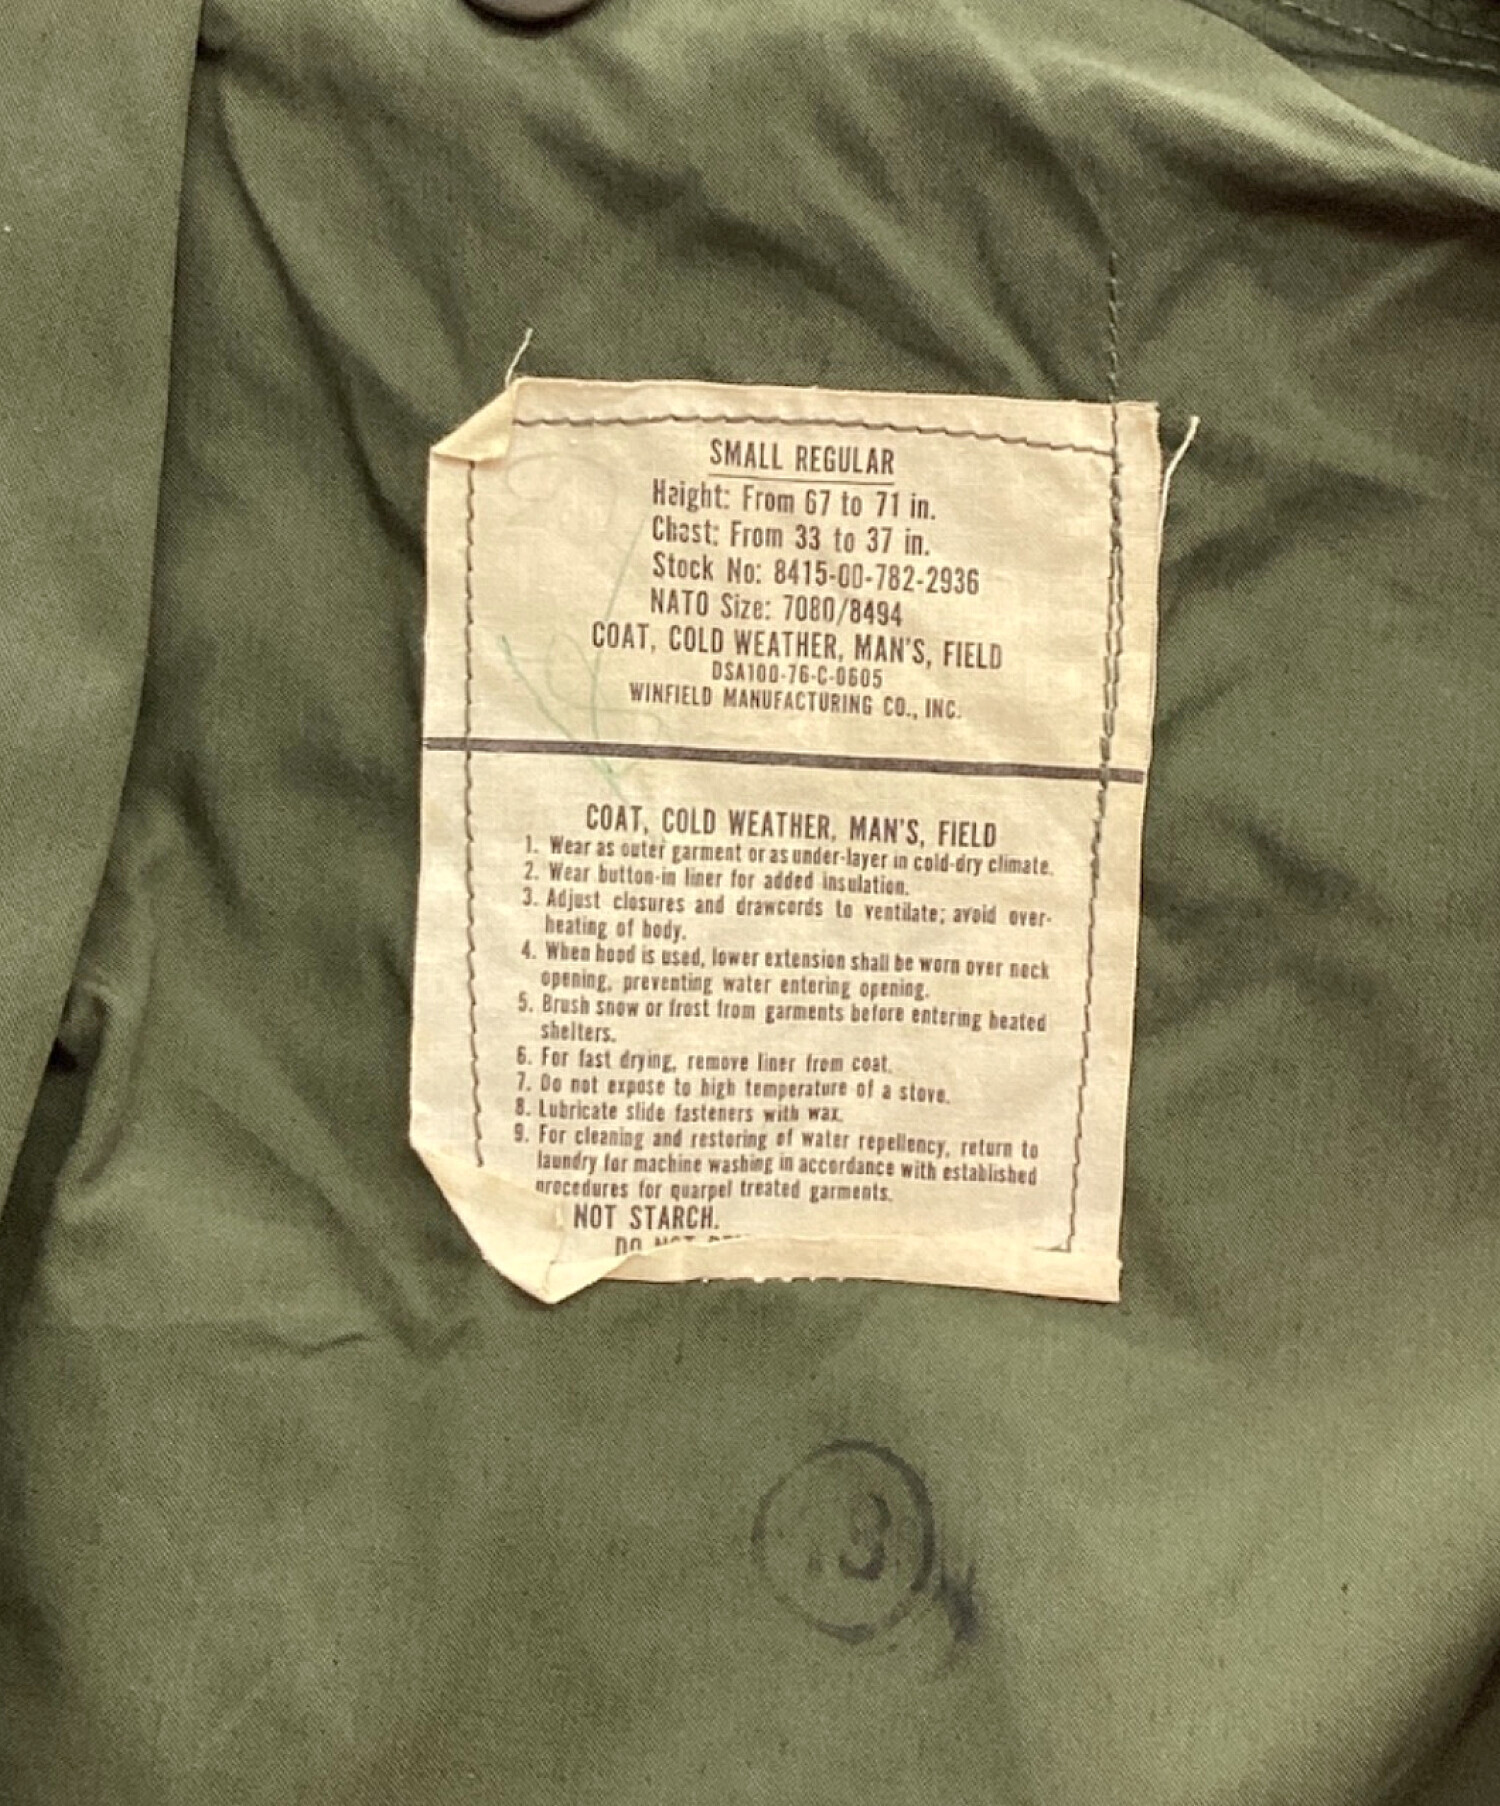 SMALL REGULAR
Height: From 67 to 71 in.
Chest: From 33 to 37 in.
Stock No: 8415-00-782-2936
NATO Size: 7080/8494
COAT, COLD WEATHER, MAN'S, FIELD
DSA100-76-C-0605
WINFIELD MANUFACTURING CO., INC.
COAT, COLD WEATHER, MAN'S, FIELD
1. Wear as outer garment or as under-layer in cold-dry climate.
2. Wear button-in liner for added insulation.
3. Adjust closures and drawcords to ventilate; avoid over-
heating of body.
4. When hood is used, lower extension shall be worn over neck
opening, preventing water entering opening.
5. Brush snow or frost from garments before entering heated
shelters.
6. For fast drying, remove liner from coat.
7. Do not expose to high temperature of a stove.
8. Lubricate slide fasteners with wax.
9. For cleaning and restoring of water repellency, return to
laundry for machine washing in accordance with established
procedures for quarpel treated garments.
NOT STARCH.
DO NOT